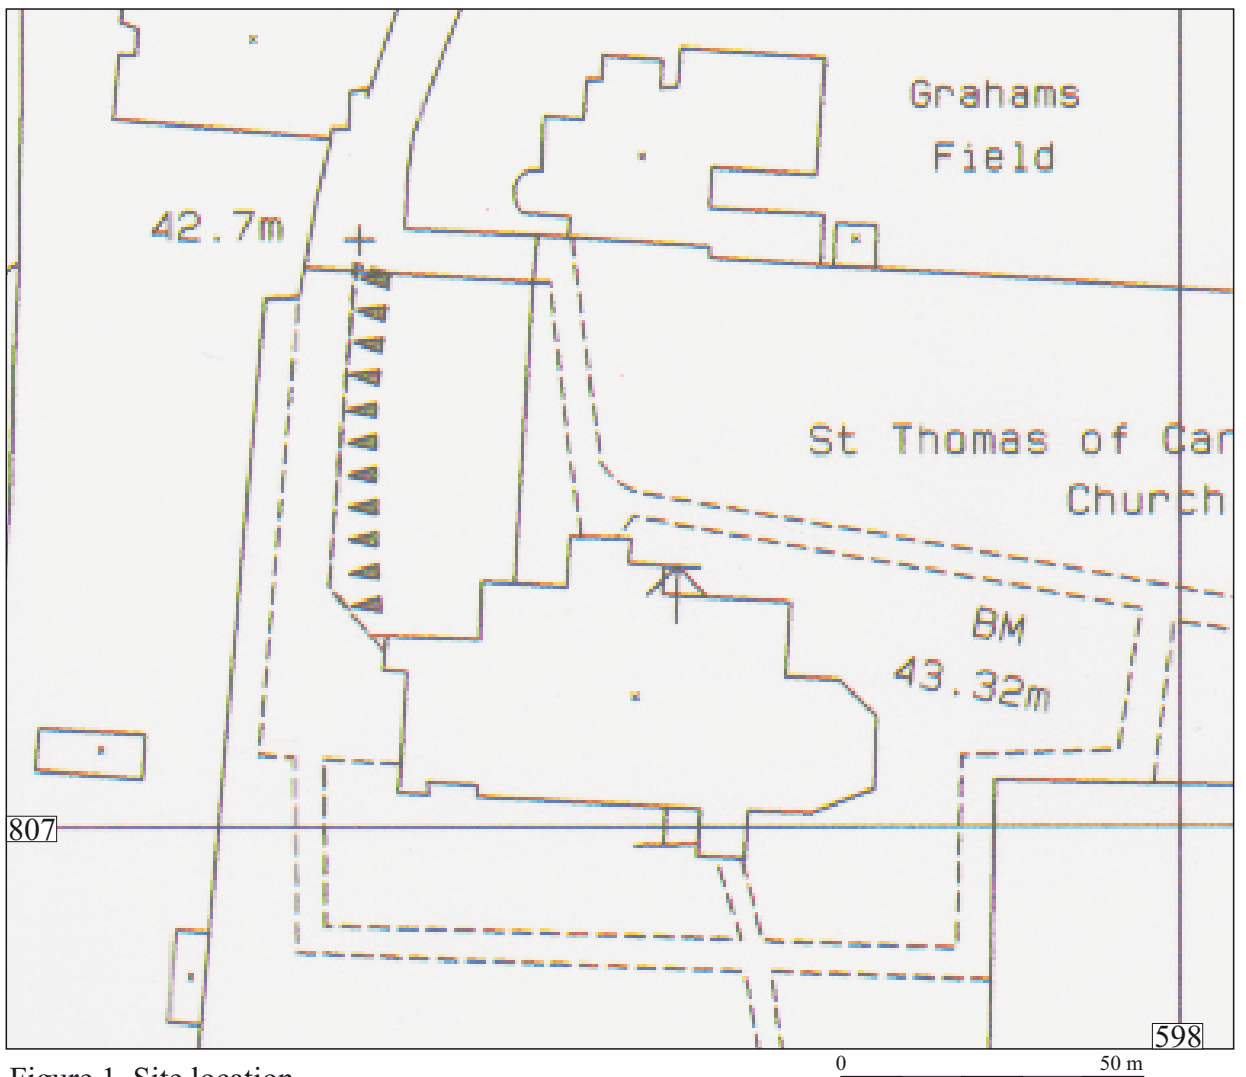 Grahams
Field
42.7m
St Thomas of Can
Church
BM
43.32m
807
598
0 50 m
Figure 1. Site location